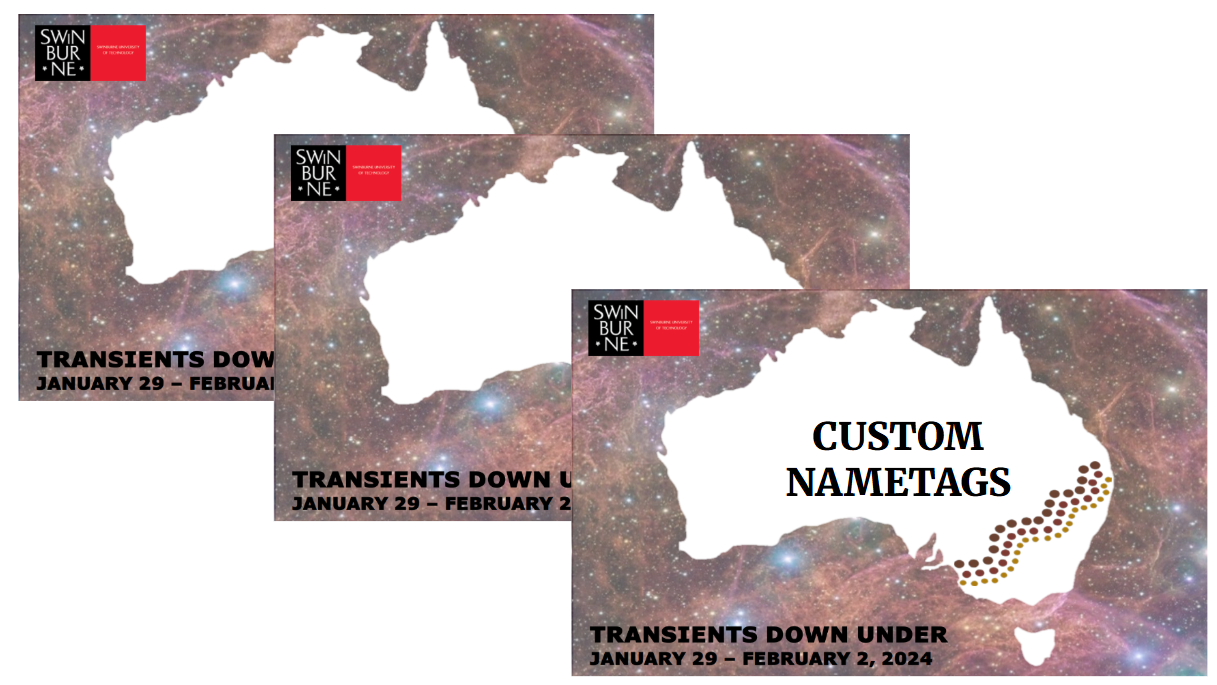 SWiN
BUR
NE
SWINBURNE UNIVERSITY
OF TECHNOLOGY
TRANSIENTS DOW
JANUARY 29 – FEBRUA
SWiN
BUR
NE
SWINBURNE UNIVERSITY
OF TECHNOLOGY
TRANSIENTS DOWN U
JANUARY 29 – FEBRUARY 2
SWiN
BUR
NE
SWINBURNE UNIVERSITY
OF TECHNOLOGY
CUSTOM
NAMETAGS
TRANSIENTS DOWN UNDER
JANUARY 29 – FEBRUARY 2, 2024